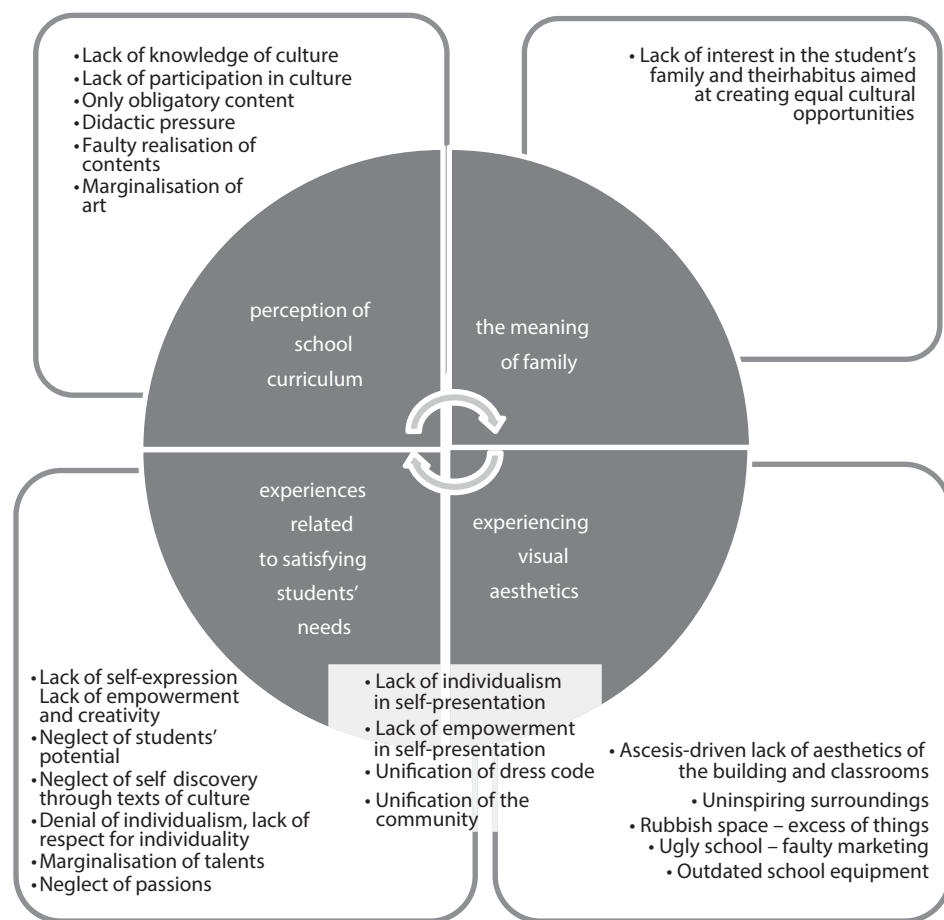 •Lack of knowledge of culture
•Lack of participation in culture
•Only obligatory content
•Didactic pressure
•Faulty realisation of
contents
•Marginalisation of
art
• Lack of interest in the student’s
family and theirhabitus aimed
at creating equal cultural
opportunities
perception of
school
curriculum
the meaning
of family
experiences
related
to satisfying
students’
needs
experiencing
visual
aesthetics
•Lack of self-expression
Lack of empowerment
and creativity
•Neglect of students’
potential
•Neglect of self discovery
through texts of culture
•Denial of individualism, lack of
respect for individuality
•Marginalisation of talents
•Neglect of passions
• Lack of individualism
in self-presentation
• Lack of empowerment
in self-presentation
• Unification of dress code
• Unification of the
community
• Ascesis-driven lack of aesthetics of
the building and classrooms
• Uninspiring surroundings
• Rubbish space – excess of things
• Ugly school – faulty marketing
• Outdated school equipment